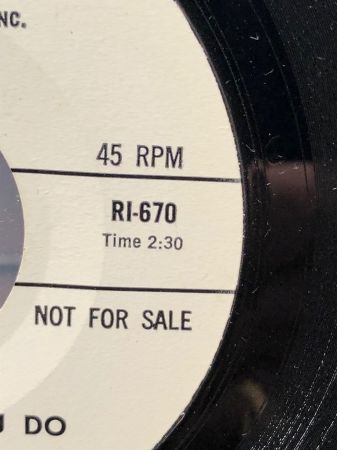 NC.
45 RPM
RI-670
Time 2:30
NOT FOR SALE
DO